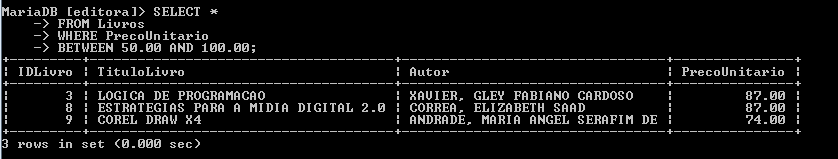 MariaDB [editora]> SELECT *
    -> FROM Livros
    -> WHERE PrecoUnitario
    -> BETWEEN 50.00 AND 100.00;
+---------+-------------------------------------+--------------------------------+---------------+
¦ IDLivro ¦ TituloLivro                         ¦ Autor                          ¦ PrecoUnitario ¦
+---------+-------------------------------------+--------------------------------+---------------+
¦       3 ¦ LOGICA DE PROGRAMACAO               ¦ XAVIER, GLEY FABIANO CARDOSO   ¦         87.00 ¦
¦       8 ¦ ESTRATEGIAS PARA A MIDIA DIGITAL 2.0 ¦ CORREA, ELIZABETH SAAD         ¦         87.00 ¦
¦       9 ¦ COREL DRAW X4                       ¦ ANDRADE, MARIA ANGEL SERAFIM DE ¦         74.00 ¦
+---------+-------------------------------------+--------------------------------+---------------+
3 rows in set (0.000 sec)